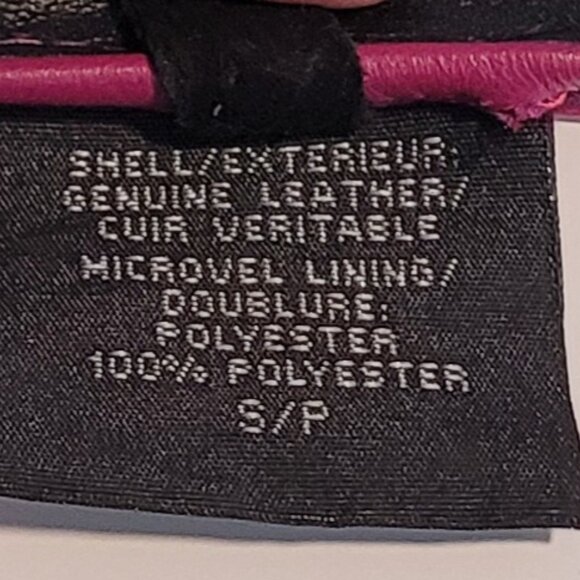 SHELL/EXTERIEUR:
GENUINE LEATHER/
CUIR VERITABLE
MICROVEL LINING/
DOUBLURE:
POLYESTER
100% POLYESTER
S/P